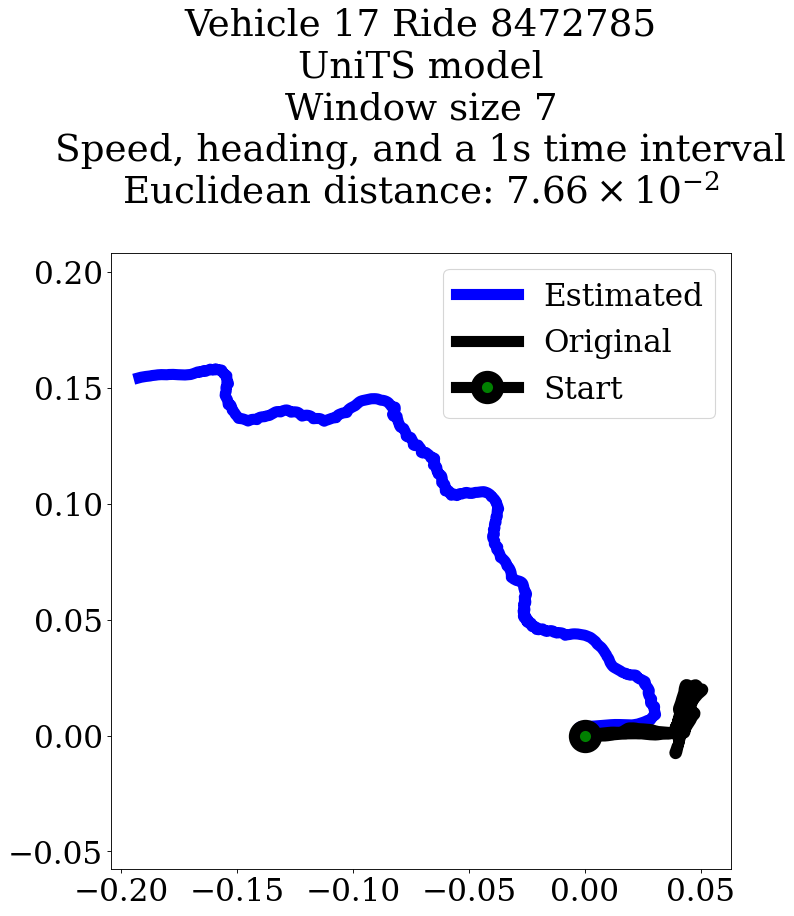 Vehicle 17 Ride 8472785
UniTS model
Window size 7
Speed, heading, and a 1s time interval
Euclidean distance: 7.66 × 10⁻²
Estimated
Original
Start
0.20
0.15
0.10
0.05
0.00
−0.05
−0.20 −0.15 −0.10 −0.05 0.00 0.05